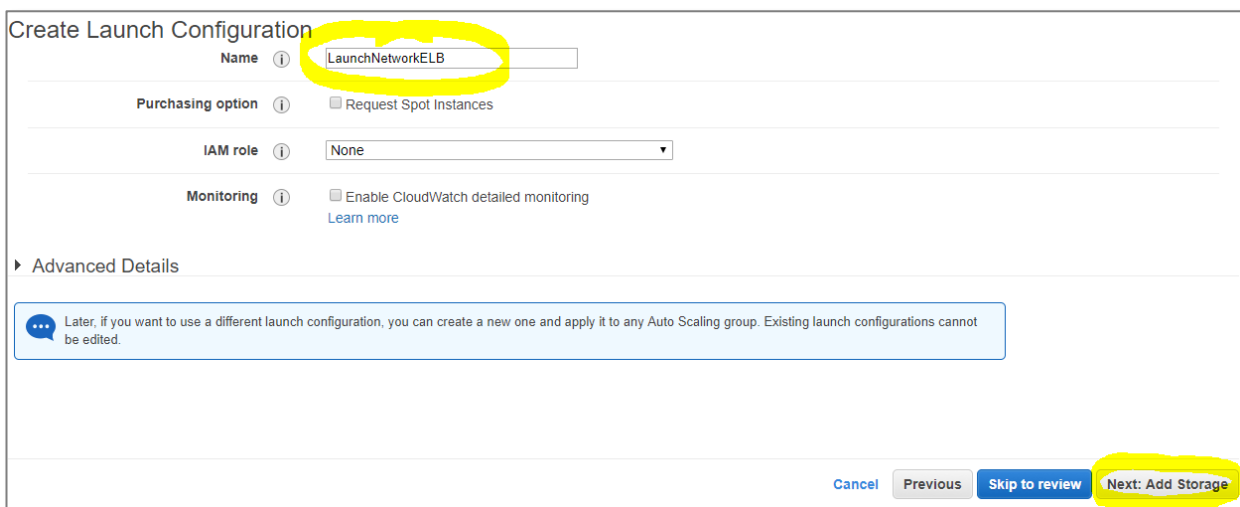 Create Launch Configuration
Name i LaunchNetworkELB
Purchasing option i Request Spot Instances
IAM role i None
Monitoring i Enable CloudWatch detailed monitoring
Learn more
Advanced Details
Later, if you want to use a different launch configuration, you can create a new one and apply it to any Auto Scaling group. Existing launch configurations cannot
be edited.
Cancel Previous Skip to review Next: Add Storage